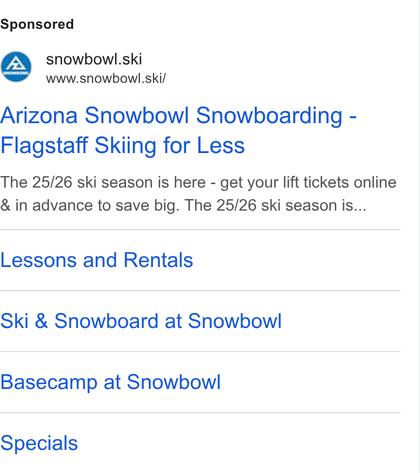 Sponsored
snowbowl.ski
www.snowbowl.ski/
Arizona Snowbowl Snowboarding -
Flagstaff Skiing for Less
The 25/26 ski season is here - get your lift tickets online
& in advance to save big. The 25/26 ski season is...
Lessons and Rentals
Ski & Snowboard at Snowbowl
Basecamp at Snowbowl
Specials